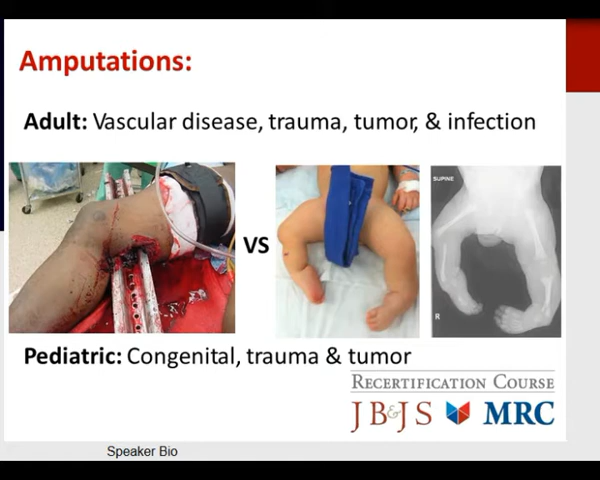 Amputations:
Adult: Vascular disease, trauma, tumor, & infection
SUPINE
VS
R
Pediatric: Congenital, trauma & tumor
RECERTIFICATION COURSE
JB&JS MRC
Speaker Bio